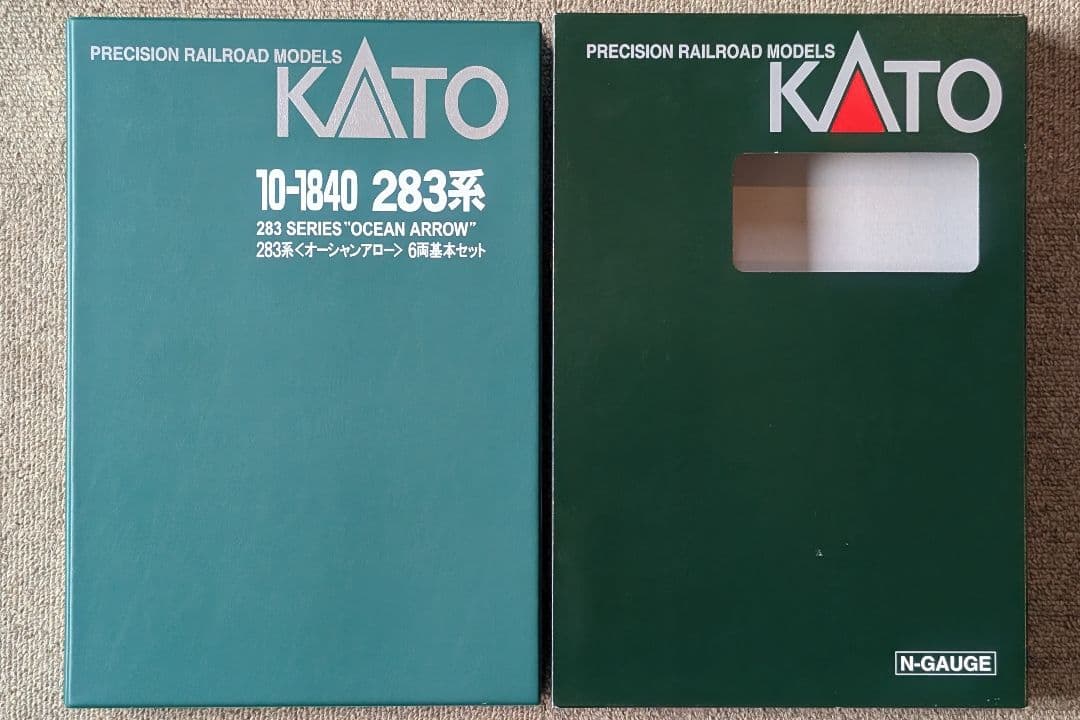 PRECISION RAILROAD MODELS
KATO
10-1840 283系
283 SERIES "OCEAN ARROW"
283系<オーシャンアロー> 6両基本セット
PRECISION RAILROAD MODELS
KATO
N-GAUGE